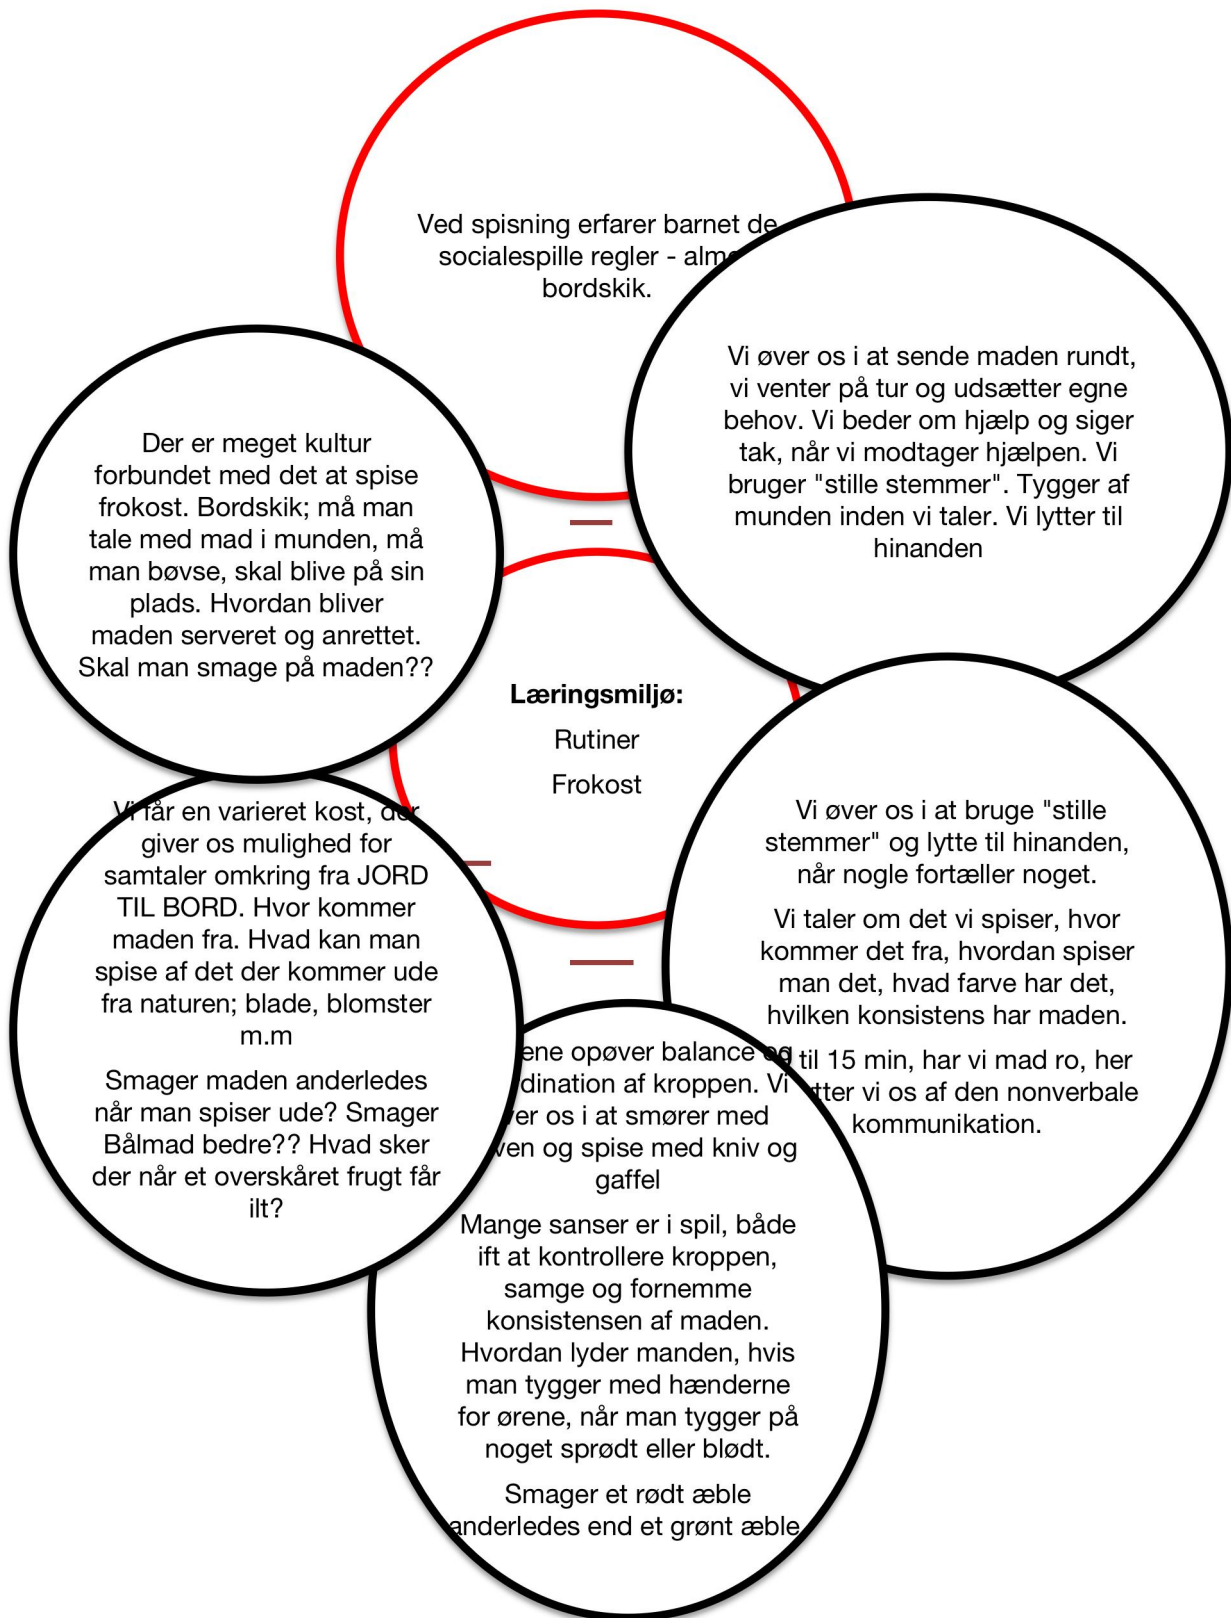 Ved spisning erfarer barnet de
socialespille regler -
bordskik.
Vi øver os i at sende maden rundt,
vi venter på tur og udsætter egne
behov. Vi beder om hjælp og siger
tak, når vi modtager hjælpen. Vi
bruger "stille stemmer". Tygger af
munden inden vi taler. Vi lytter til
hinanden
Der er meget kultur
forbundet med det at spise
frokost. Bordskik; må man
tale med mad i munden, må
man bøvse, skal blive på sin
plads. Hvordan bliver
maden serveret og anrettet.
Skal man smage på maden??
Læringsmiljø:
Rutiner
Frokost
Vi får en varieret kost, der
giver os mulighed for
samtaler omkring fra JORD
TIL BORD. Hvor kommer
maden fra. Hvad kan man
spise af det der kommer ude
fra naturen; blade, blomster
m.m
Smager maden anderledes
når man spiser ude? Smager
Bålmad bedre?? Hvad sker
der når et overskåret frugt får
ilt?
Vi øver os i at bruge "stille
stemmer" og lytte til hinanden,
når nogle fortæller noget.
Vi taler om det vi spiser, hvor
kommer det fra, hvordan spiser
man det, hvad farve har det,
hvilken konsistens har maden.
til 15 min, har vi mad ro, her
vi os af den nonverbale
kommunikation.
opøver balance og
af kroppen. Vi
os i at smører med
og spise med kniv og
gaffel
Mange sanser er i spil, både
ift at kontrollere kroppen,
samge og fornemme
konsistensen af maden.
Hvordan lyder manden, hvis
man tygger med hænderne
for ørene, når man tygger på
noget sprødt eller blødt.
Smager et rødt æble
anderledes end et grønt æble